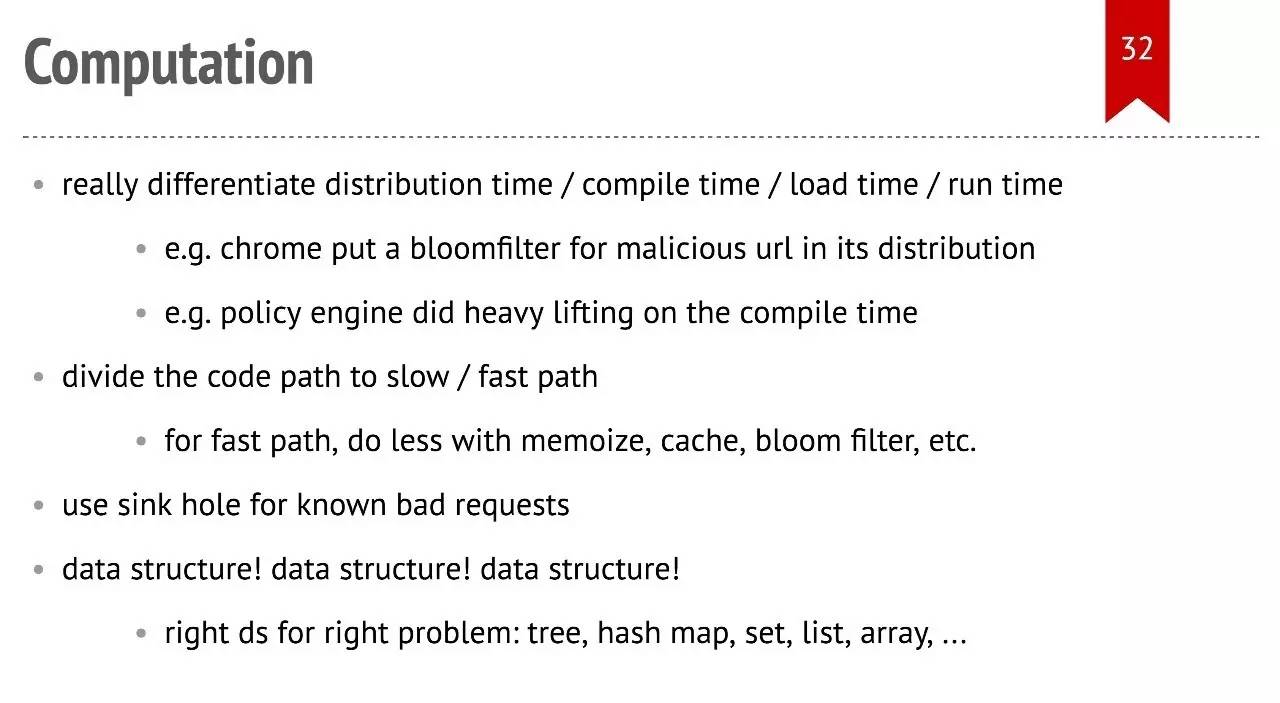 Computation
32
really differentiate distribution time / compile time / load time / run time
e.g. chrome put a bloomfilter for malicious url in its distribution
e.g. policy engine did heavy lifting on the compile time
divide the code path to slow / fast path
for fast path, do less with memoize, cache, bloom filter, etc.
use sink hole for known bad requests
data structure! data structure! data structure!
right ds for right problem: tree, hash map, set, list, array, ...